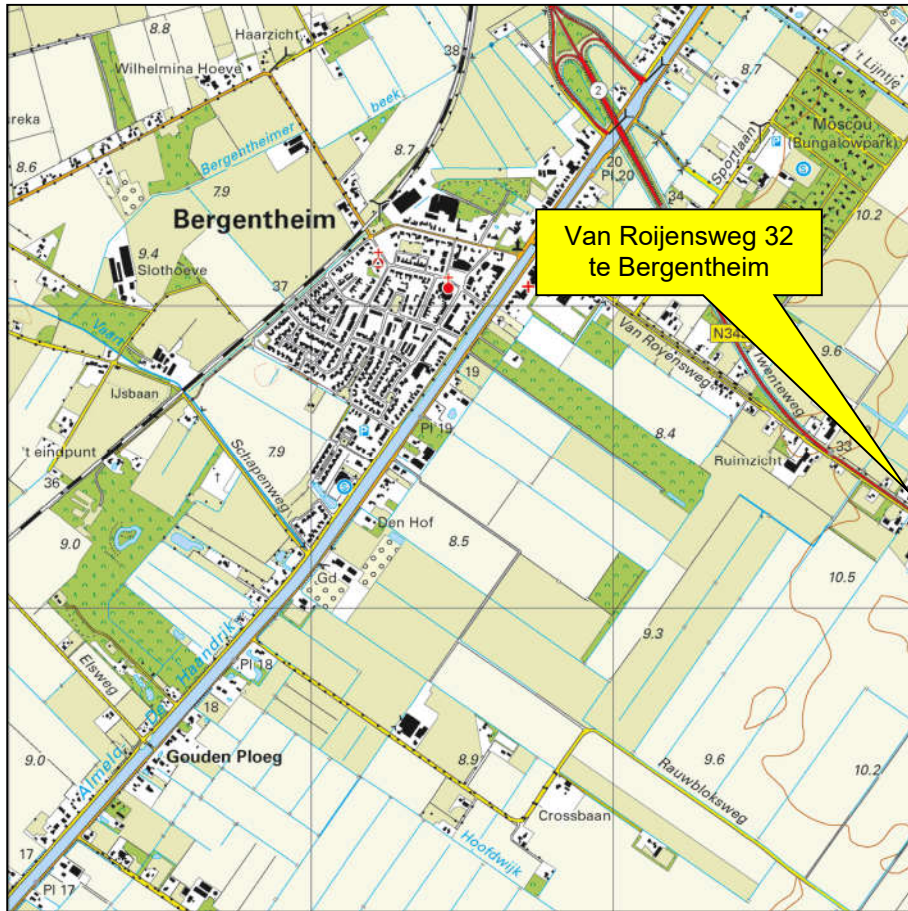 8.8
Haarzicht
38
Wilhelmina Hoeve
beek
2
8.7
't Lijntje
reka
Bergentheimer
8.7
Sportlaan
Moscou
(Bungalowpark)
8.6
7.9
20
Pl.20
34
10.2
Bergentheim
Van Roijensweg 32
te Bergentheim
9.4
Slothoeve
37
Vaart
Van Royensweg
N34
Twenteweg
9.6
19
IJsbaan
Pl 19
8.4
't eindpunt
7.9
Ruimzicht
33
36
Schapenweg
Den Hof
9.0
8.5
Gd
10.5
9.3
Elsweg
Almelo De Haandrik
Pl 18
18
9.0
Gouden Ploeg
8.9
9.6
10.2
Rauwbloksweg
Crossbaan
Hoofdwijk
17
Pl 17